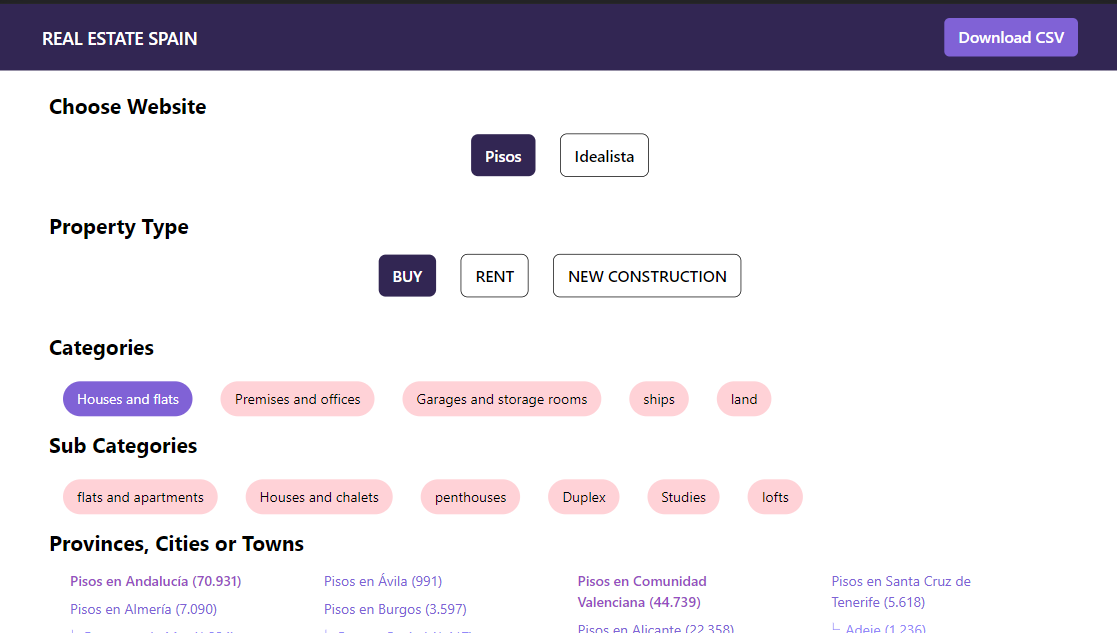 REAL ESTATE SPAIN
Download CSV
Choose Website
Pisos
Idealista
Property Type
BUY
RENT
NEW CONSTRUCTION
Categories
Houses and flats
Premises and offices
Garages and storage rooms
ships
land
Sub Categories
flats and apartments
Houses and chalets
penthouses
Duplex
Studies
lofts
Provinces, Cities or Towns
Pisos en Andalucía (70.931)
Pisos en Almería (7.090)
Pisos en Ávila (991)
Pisos en Burgos (3.597)
Pisos en Comunidad
Valenciana (44.739)
Pisos en Alicante (22.358)
Pisos en Santa Cruz de
Tenerife (5.618)
Adeje (1.236)